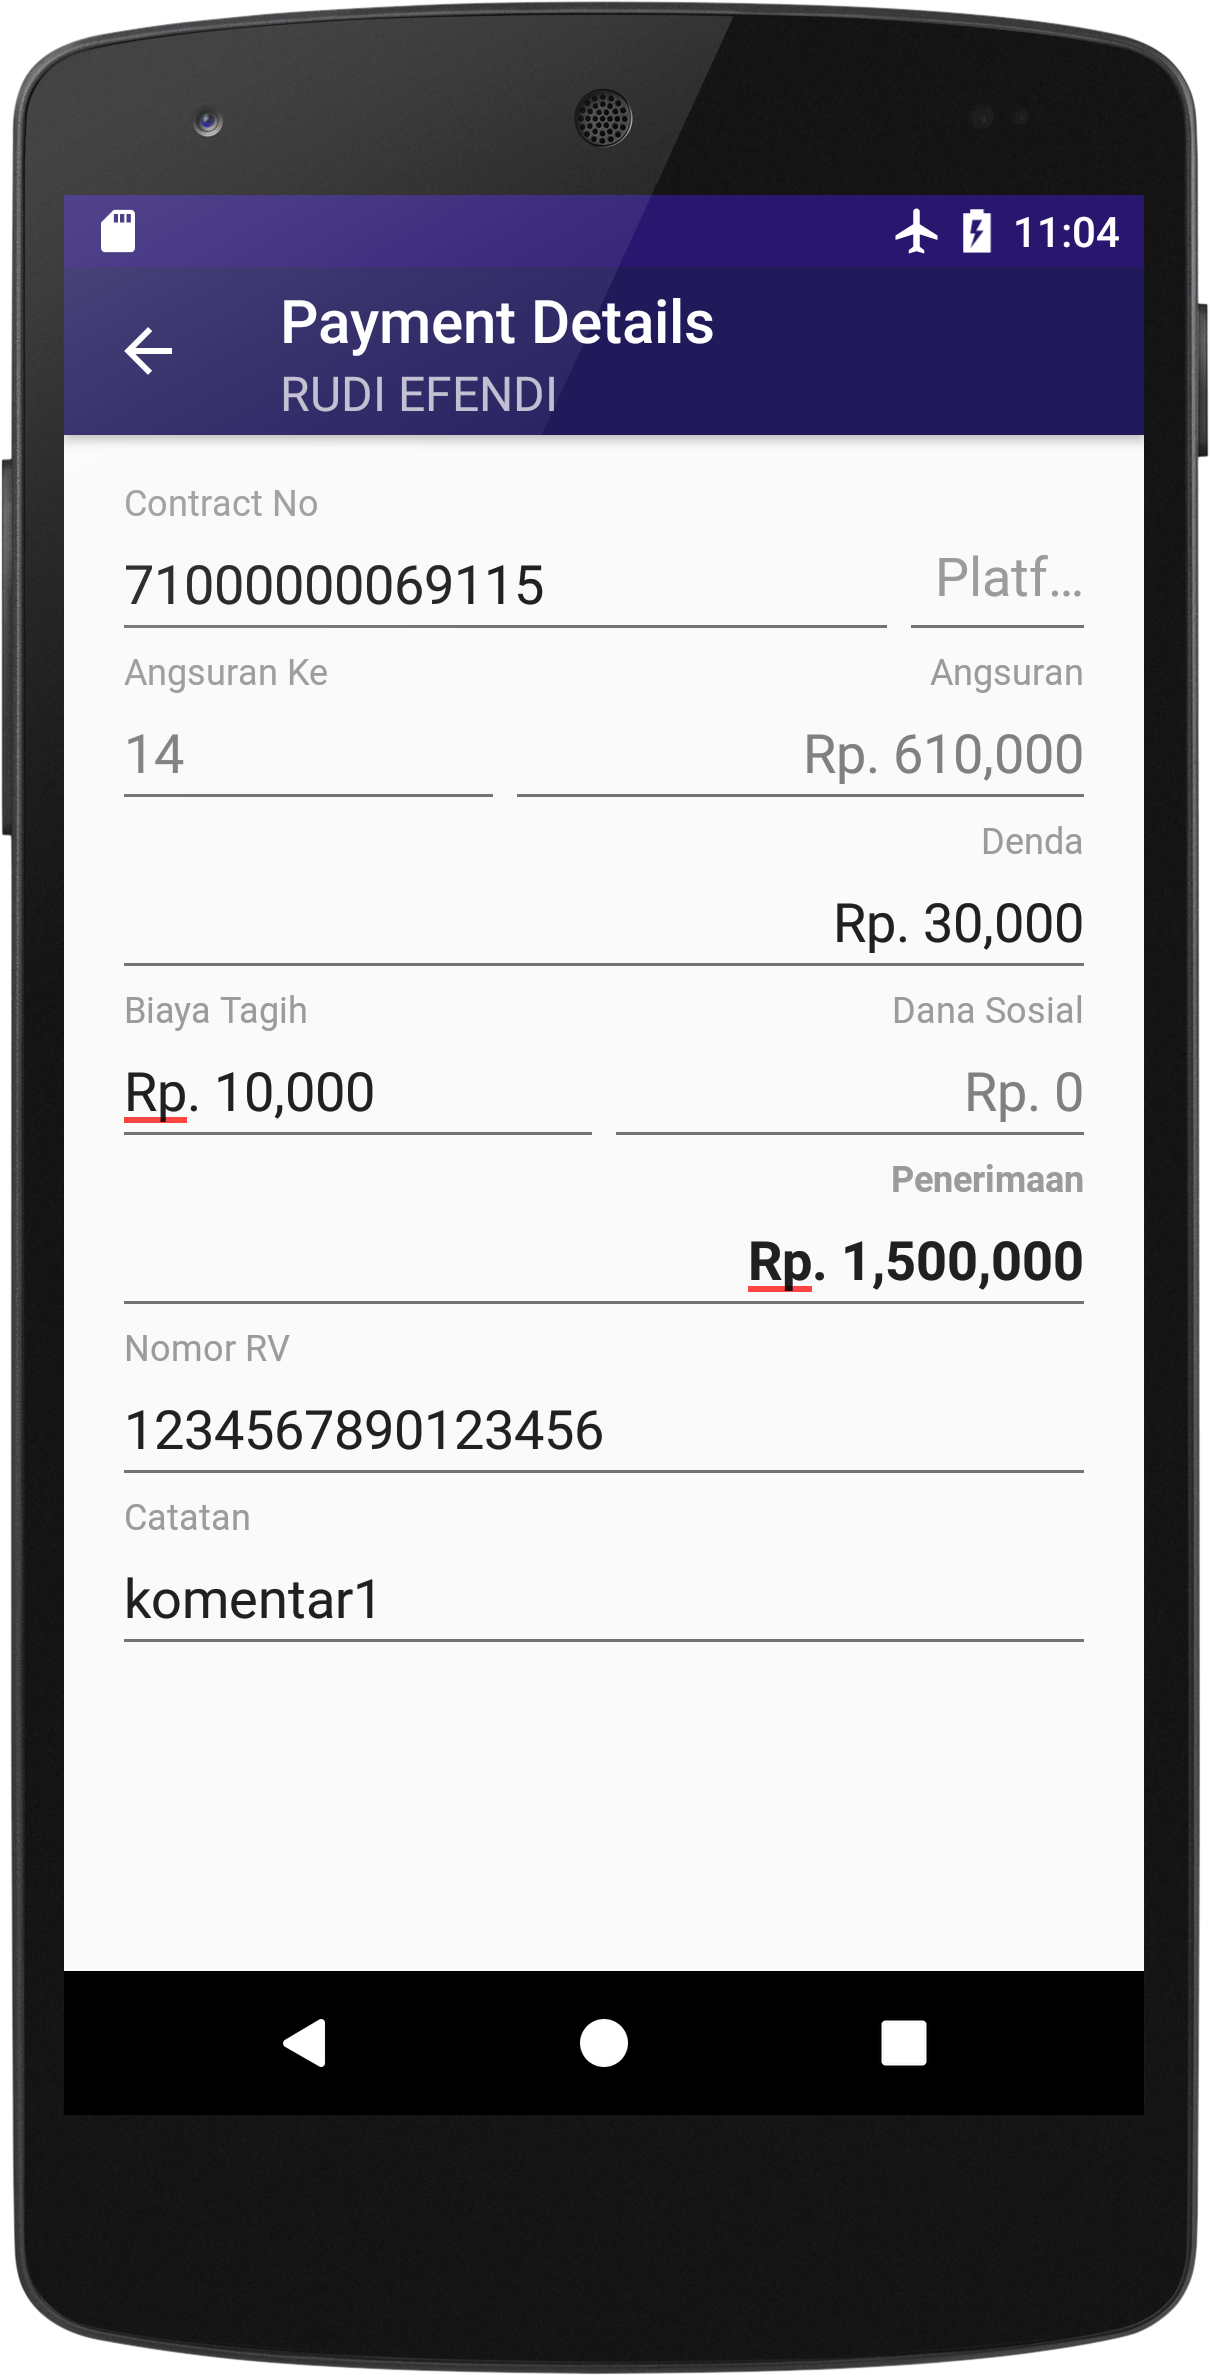 11:04
Payment Details
RUDI EFENDI
Contract No
71000000069115 Platf...
Angsuran Ke Angsuran
14 Rp. 610,000
Denda
Rp. 30,000
Biaya Tagih Dana Sosial
Rp. 10,000 Rp. 0
Penerimaan
Rp. 1,500,000
Nomor RV
1234567890123456
Catatan
komentar1